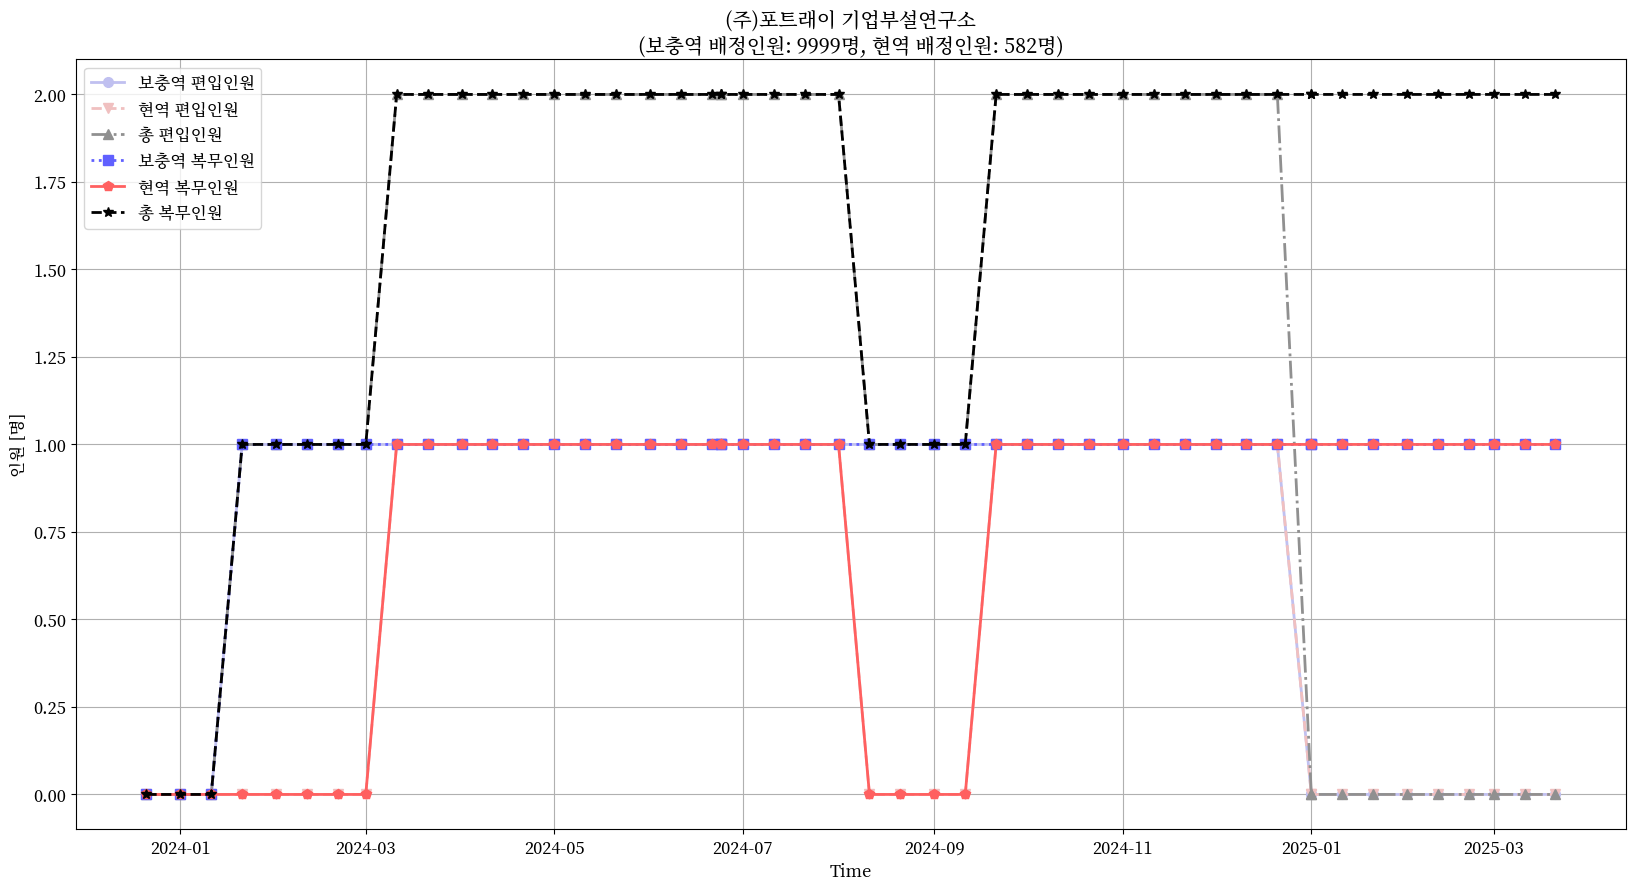 (주)포트래이 기업부설연구소
(보충역 배정인원: 9999명, 현역 배정인원: 582명)
보충역 편입인원
현역 편입인원
총 편입인원
보충역 복무인원
현역 복무인원
총 복무인원
2.00
1.75
1.50
1.25
1.00
0.75
0.50
0.25
0.00
인원 [명]
2024-01 2024-03 2024-05 2024-07 2024-09 2024-11 2025-01 2025-03
Time